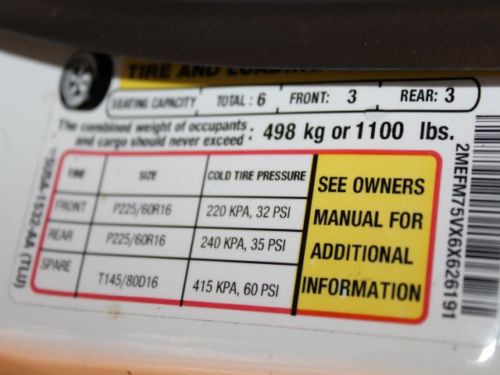 TIRE AND LOADING
SEATING CAPACITY TOTAL: 6 FRONT: 3 REAR: 3
The combined weight of occupants
and cargo should never exceed : 498 kg or 1100 lbs.
TIRE SIZE COLD TIRE PRESSURE
FRONT P225/60R16 220 KPA, 32 PSI
REAR P225/60R16 240 KPA, 35 PSI
SPARE T145/80D16 415 KPA, 60 PSI
SEE OWNERS
MANUAL FOR
ADDITIONAL
INFORMATION
2MEFM75VX6X626191